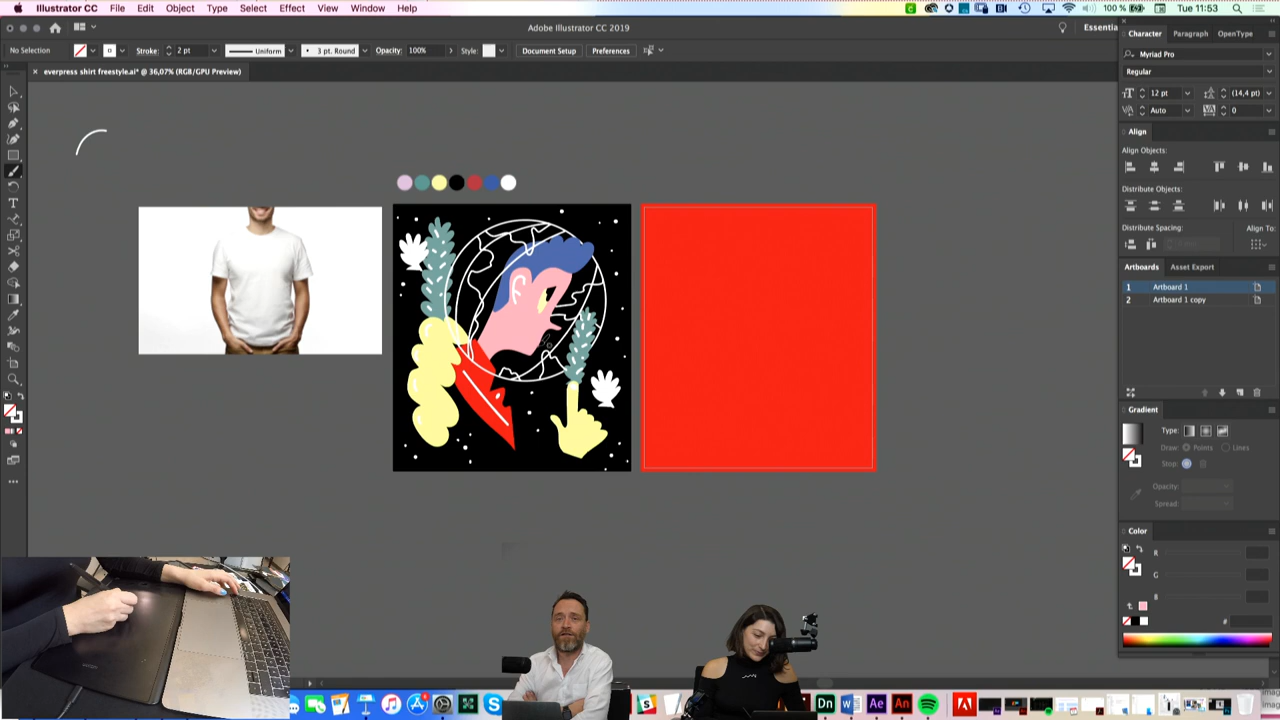 Illustrator CC File Edit Object Type Select Effect View Window Help 100 % Tue 11:53
Adobe Illustrator CC 2019 Essentia
No Selection Stroke: 2 pt Uniform 3 pt. Round Opacity: 100% Style: Document Setup Preferences
everpress shirt freestyle.ai* @ 36,07% (RGB/GPU Preview)
Character Paragraph OpenType
Myriad Pro
Regular
12 pt (14,4 pt)
Auto 0
Align
Align Objects:
Distribute Objects:
Distribute Spacing: Align To:
Artboards Asset Export
1 Artboard 1
2 Artboard 1 copy
Gradient
Type:
Draw: Points Lines
Stop:
Opacity:
Spread:
Color
R
G
B
#
Dn Ae An